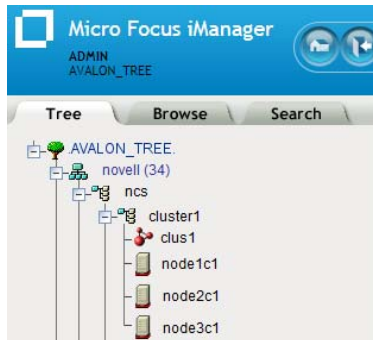 Micro Focus iManager
ADMIN
AVALON_TREE
Tree Browse Search
AVALON_TREE.
novell (34)
ncs
cluster1
clus1
node1c1
node2c1
node3c1